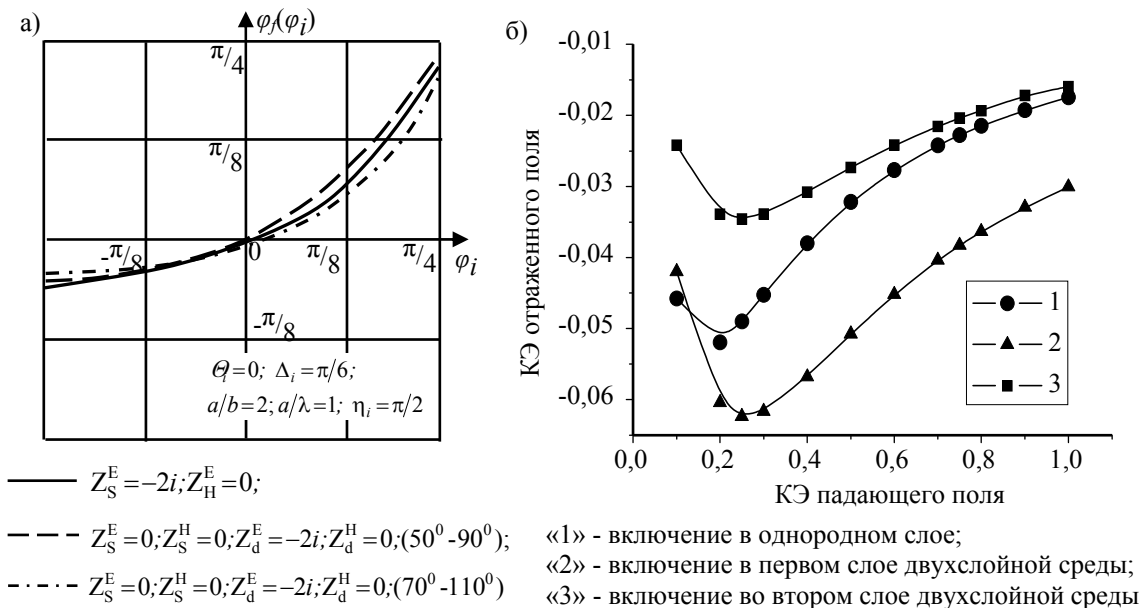 а)
φf(φi)
π/4
π/8
-π/8
0
π/8
π/4
φi
-π/8
Θi=0; Δi=π/6;
a/b=2; a/λ=1; ηi=π/2
Z_S^E=–2i;Z_H^E=0;
Z_S^E=0;Z_S^H=0;Z_d^E=–2i;Z_d^H=0;(50⁰-90⁰);
Z_S^E=0;Z_S^H=0;Z_d^E=–2i;Z_d^H=0;(70⁰-110⁰)
б)
КЭ отраженного поля
-0,01
-0,02
-0,03
-0,04
-0,05
-0,06
1
2
3
0,0 0,2 0,4 0,6 0,8 1,0
КЭ падающего поля
«1» - включение в однородном слое;
«2» - включение в первом слое двухслойной среды;
«3» - включение во втором слое двухслойной среды